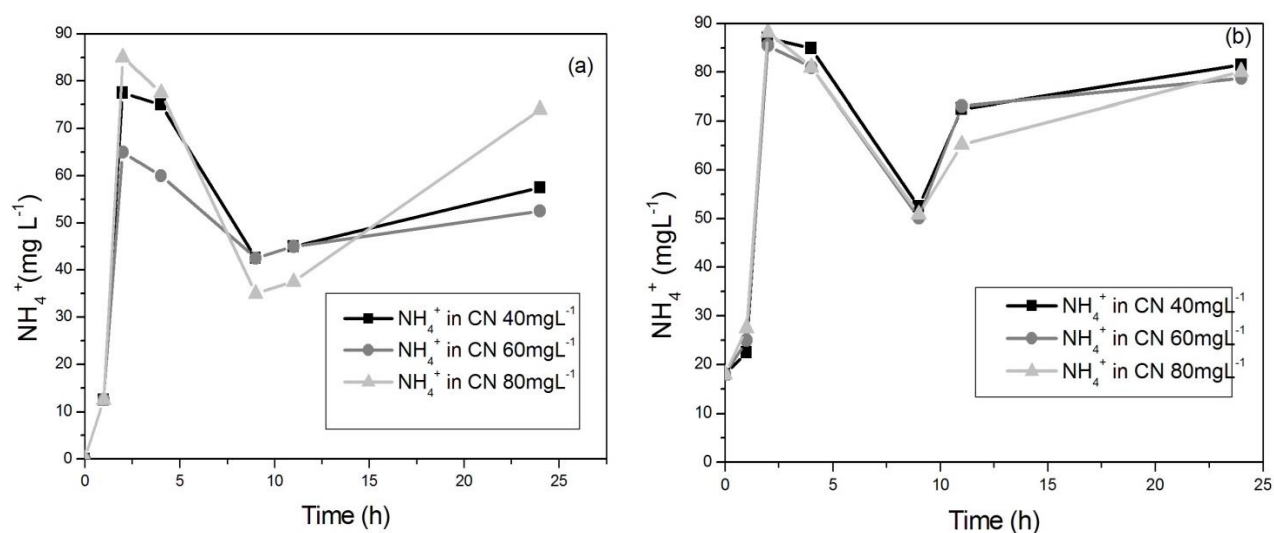 (a)
90
80
70
60
50
40
30
20
10
0
NH₄⁺(mg L⁻¹)
NH₄⁺ in CN 40mgL⁻¹
NH₄⁺ in CN 60mgL⁻¹
NH₄⁺ in CN 80mgL⁻¹
0 5 10 15 20 25
Time (h)
(b)
90
80
70
60
50
40
30
20
10
0
NH₄⁺ (mgL⁻¹)
NH₄⁺ in CN 40mgL⁻¹
NH₄⁺ in CN 60mgL⁻¹
NH₄⁺ in CN 80mgL⁻¹
0 5 10 15 20 25
Time (h)